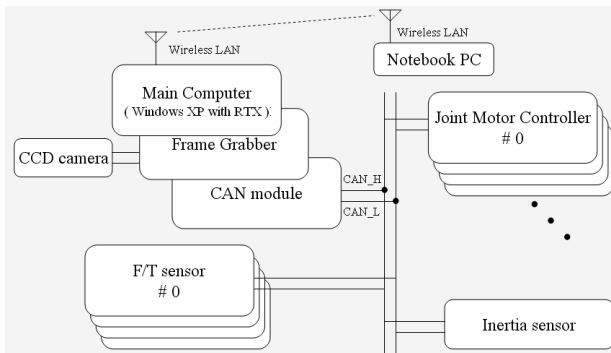 Wireless LAN
Wireless LAN
Notebook PC
Main Computer
( Windows XP with RTX )
Frame Grabber
CCD camera
CAN module
CAN_H
CAN_L
Joint Motor Controller
# 0
F/T sensor
# 0
Inertia sensor